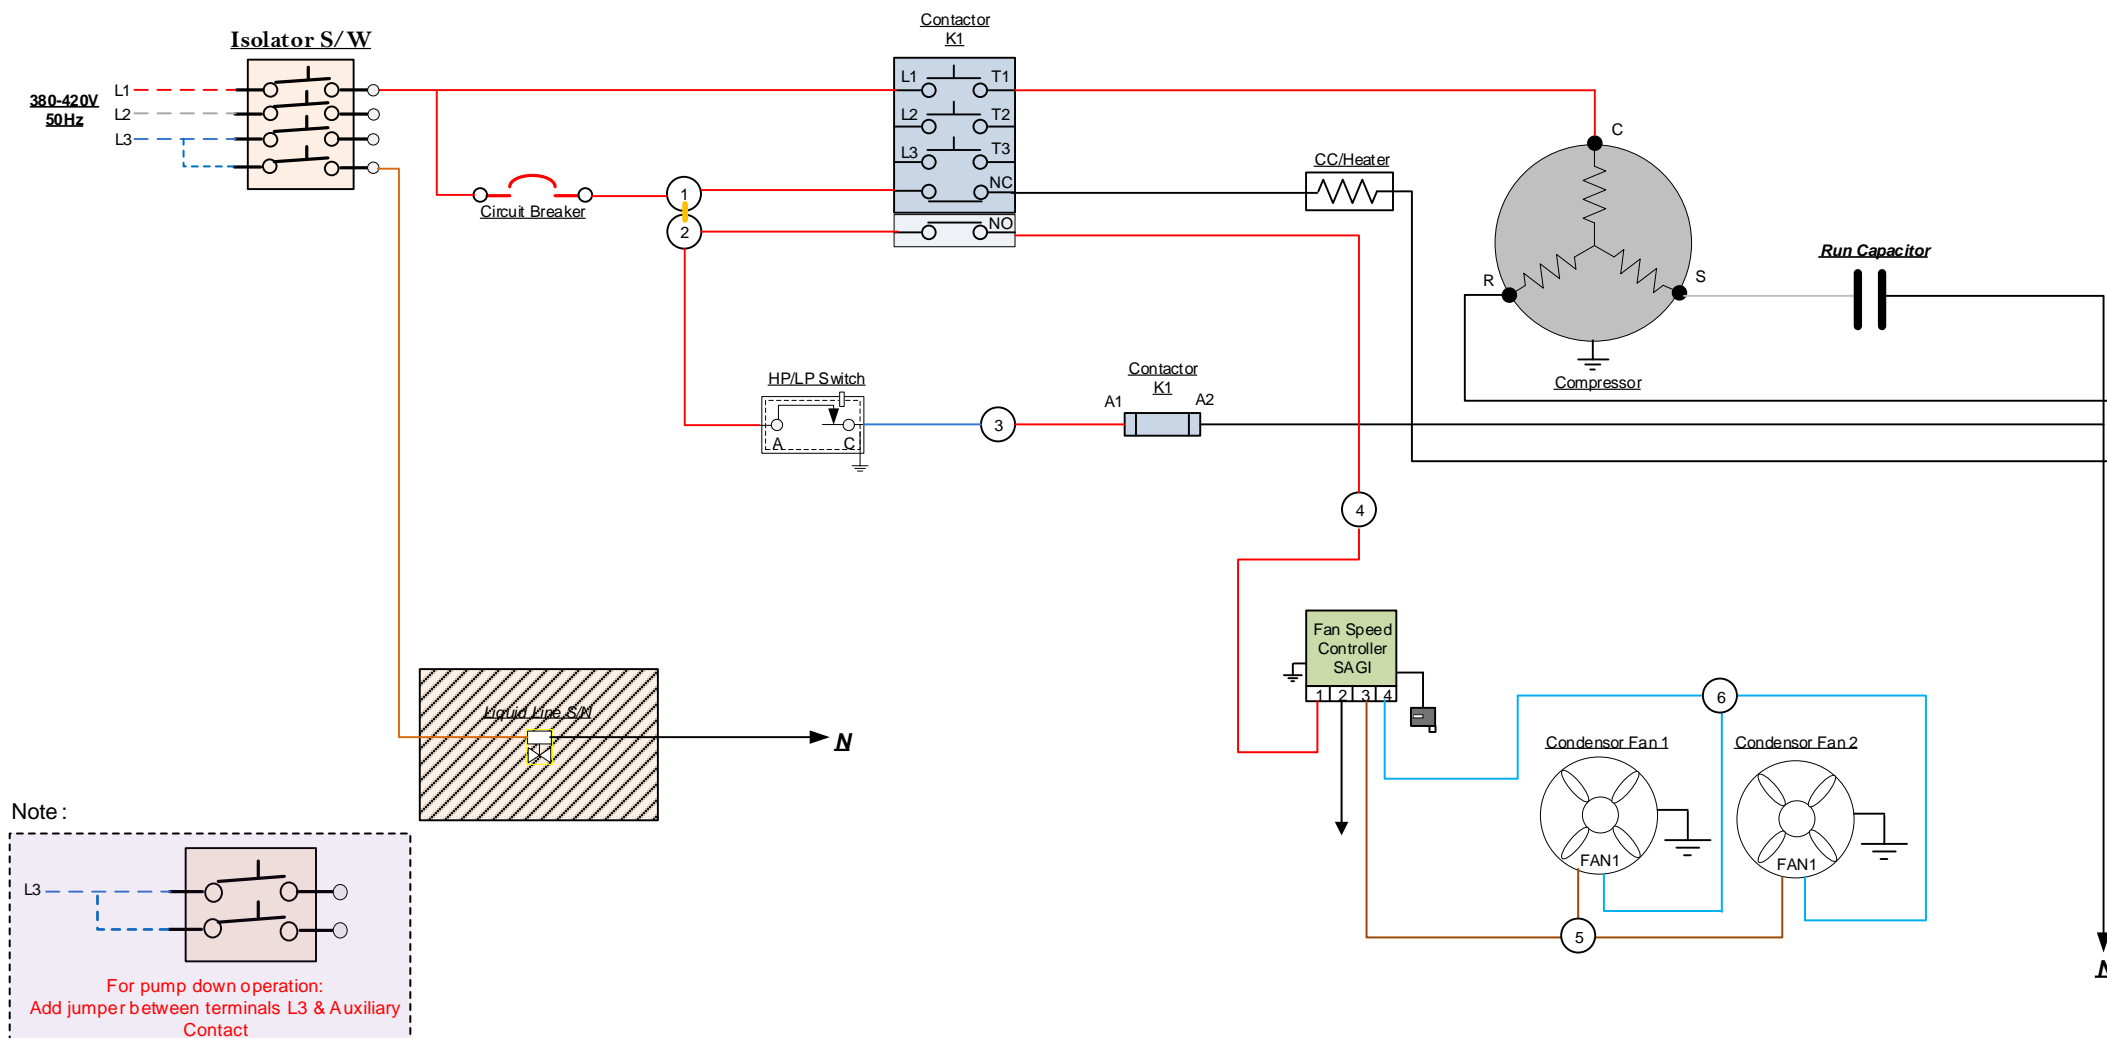 Isolator S/W
380-420V
50Hz
L1
L2
L3
Contactor
K1
L1
T1
L2
T2
L3
T3
NC
NO
Circuit Breaker
1
2
CC/Heater
C
R
S
Compressor
Run Capacitor
HP/LP Switch
A
C
3
Contactor
K1
A1
A2
4
Fan Speed
Controller
SAGI
1 2 3 4
6
Condensor Fan 1
Condensor Fan 2
FAN1
FAN1
5
Liquid Line S/N
N
N
Note :
L3
For pump down operation:
Add jumper between terminals L3 & Auxiliary
Contact